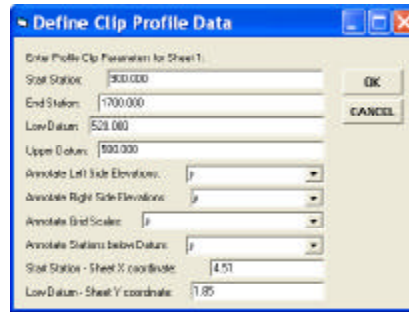 Define Clip Profile Data
Enter Profile Clip Parameters for Sheet 1:
Start Station: 900.000
OK
End Station: 1700.000
CANCEL
Low Datum: 520.000
Upper Datum: 590.000
Annotate Left Side Elevations: y
Annotate Right Side Elevations: y
Annotate Grid Scales: y
Annotate Stations below Datum: y
Start Station - Sheet X coordinate: 4.51
Low Datum - Sheet Y coordinate: 1.85